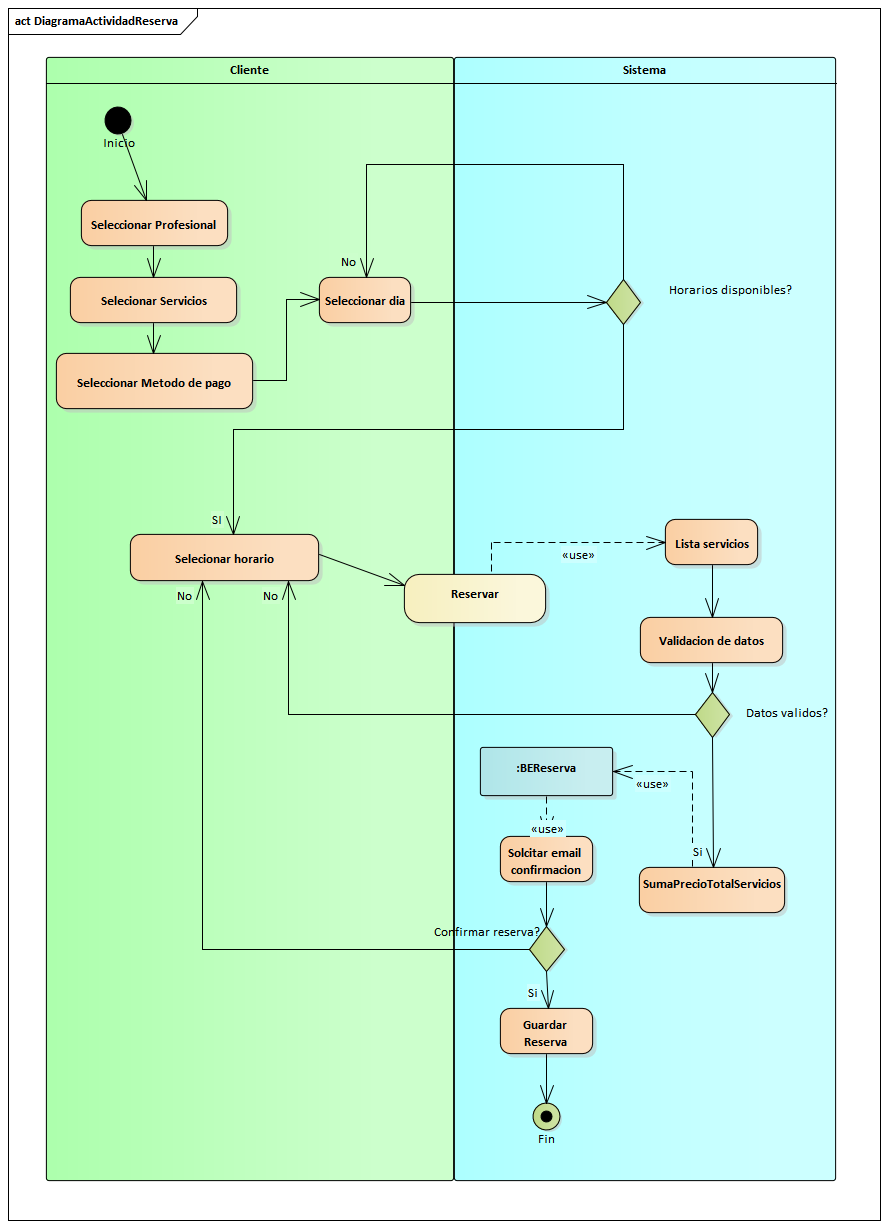 act DiagramaActividadReserva
Cliente
Sistema
Inicio
Seleccionar Profesional
No
Selecionar Servicios
Seleccionar dia
Horarios disponibles?
Seleccionar Metodo de pago
SI
Selecionar horario
«use»
Lista servicios
No
No
Reservar
Validacion de datos
Datos validos?
:BEReserva
«use»
«use»
Si
Solcitar email
confirmacion
SumaPrecioTotalServicios
Confirmar reserva?
Si
Guardar
Reserva
Fin